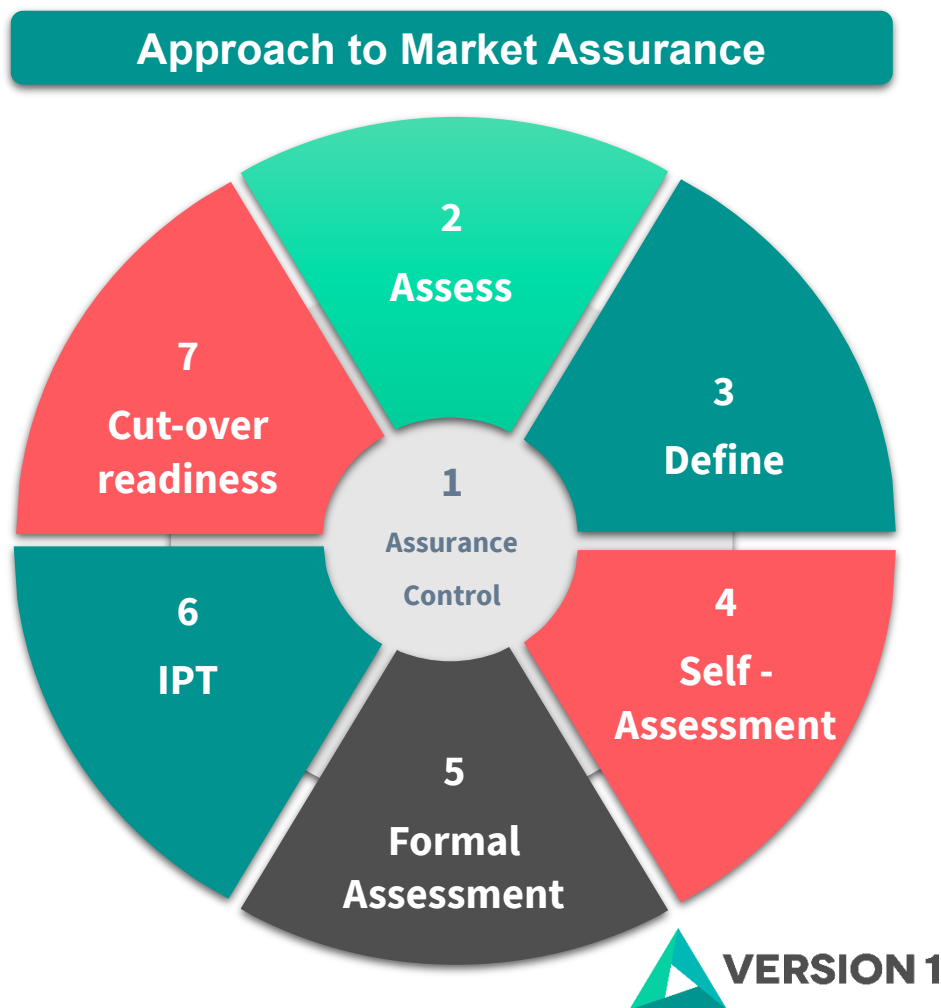 Approach to Market Assurance
2
Assess
3
Define
7
Cut-over
readiness
1
Assurance
Control
4
Self -
Assessment
6
IPT
5
Formal
Assessment
VERSION 1